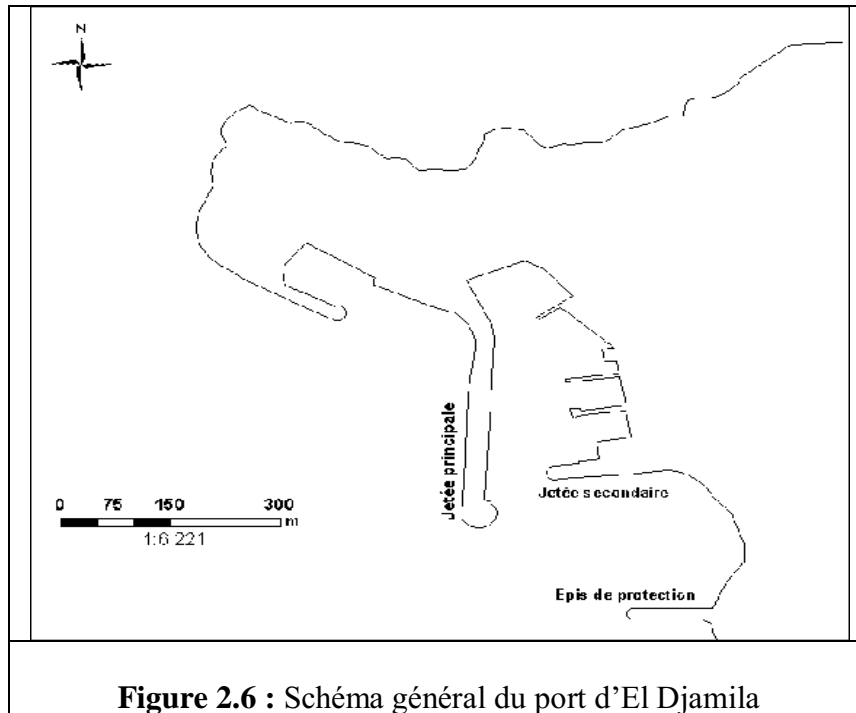 N
Jetée principale
Jetée secondaire
0 75 150 300
m
1:6 221
Epis de protection
Figure 2.6 : Schéma général du port d'El Djamila